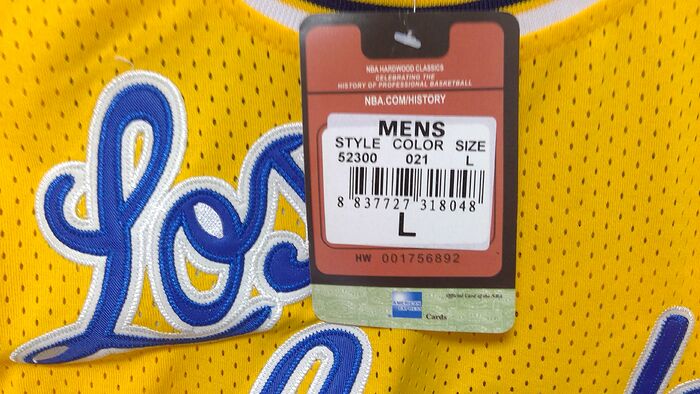 NBA HARDWOOD CLASSICS
CELEBRATING THE
HISTORY OF PROFESSIONAL BASKETBALL
NBA.COM/HISTORY
MENS
STYLE COLOR SIZE
52300 021 L
8 837727 318048
L
HW 001756892
Official Card of the NBA
AMERICAN EXPRESS
Cards
Los